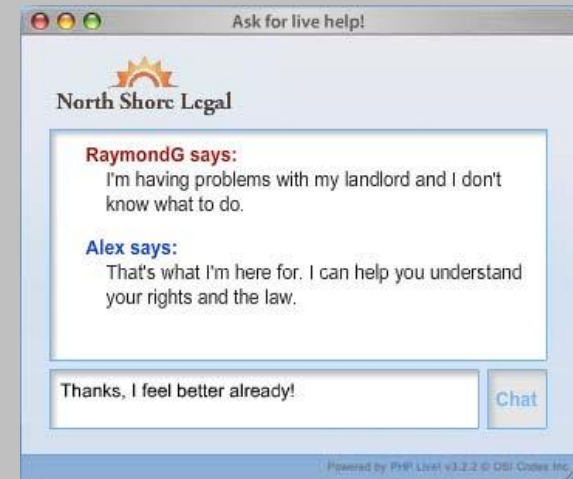 Ask for live help!
North Shore Legal
RaymondG says:
I'm having problems with my landlord and I don't
know what to do.
Alex says:
That's what I'm here for. I can help you understand
your rights and the law.
Thanks, I feel better already!
Chat
Powered by PHP Live! v3.2.2 © OSI Codes Inc.